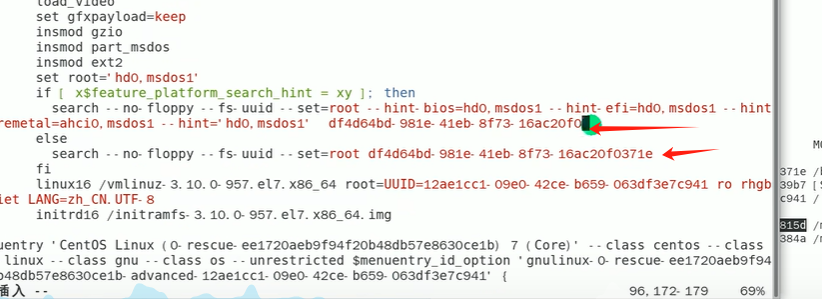 load_video
set gfxpayload=keep
insmod gzio
insmod part_msdos
insmod ext2
set root='hd0,msdos1'
if [ x$feature_platform_search_hint = xy ]; then
search --no-floppy --fs-uuid --set=root --hint-bios=hd0,msdos1 --hint-efi=hd0,msdos1 --hint
remetal=ahci0,msdos1 --hint='hd0,msdos1'  df4d64bd-981e-41eb-8f73-16ac20f0
371e /b
else
search --no-floppy --fs-uuid --set=root df4d64bd-981e-41eb-8f73-16ac20f0371e
39b7 [S
fi
linux16 /vmlinuz-3.10.0-957.el7.x86_64 root=UUID=12ae1cc1-09e0-42ce-b659-063df3e7c941 ro rhgb
c941 /
iet LANG=zh_CN.UTF-8
initrd16 /initramfs-3.10.0-957.el7.x86_64.img
815d /m
384a /m
uentry 'CentOS Linux (0-rescue-ee1720aeb9f94f20b48db57e8630ce1b) 7 (Core)' --class centos --class
linux --class gnu --class os --unrestricted $menuentry_id_option 'gnulinux-0-rescue-ee1720aeb9f94
0b48db57e8630ce1b-advanced-12ae1cc1-09e0-42ce-b659-063df3e7c941' {
插入 --
96,172-179
69%